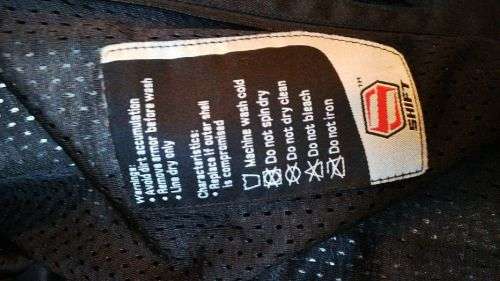 Warnings:
• Avoid dirt accumulation
• Remove armor before wash
• Line dry only
Characteristics:
• Replace if outer shell
is compromised
Machine wash cold
Do not spin dry
Do not dry clean
Do not bleach
Do not iron
SHIFT™